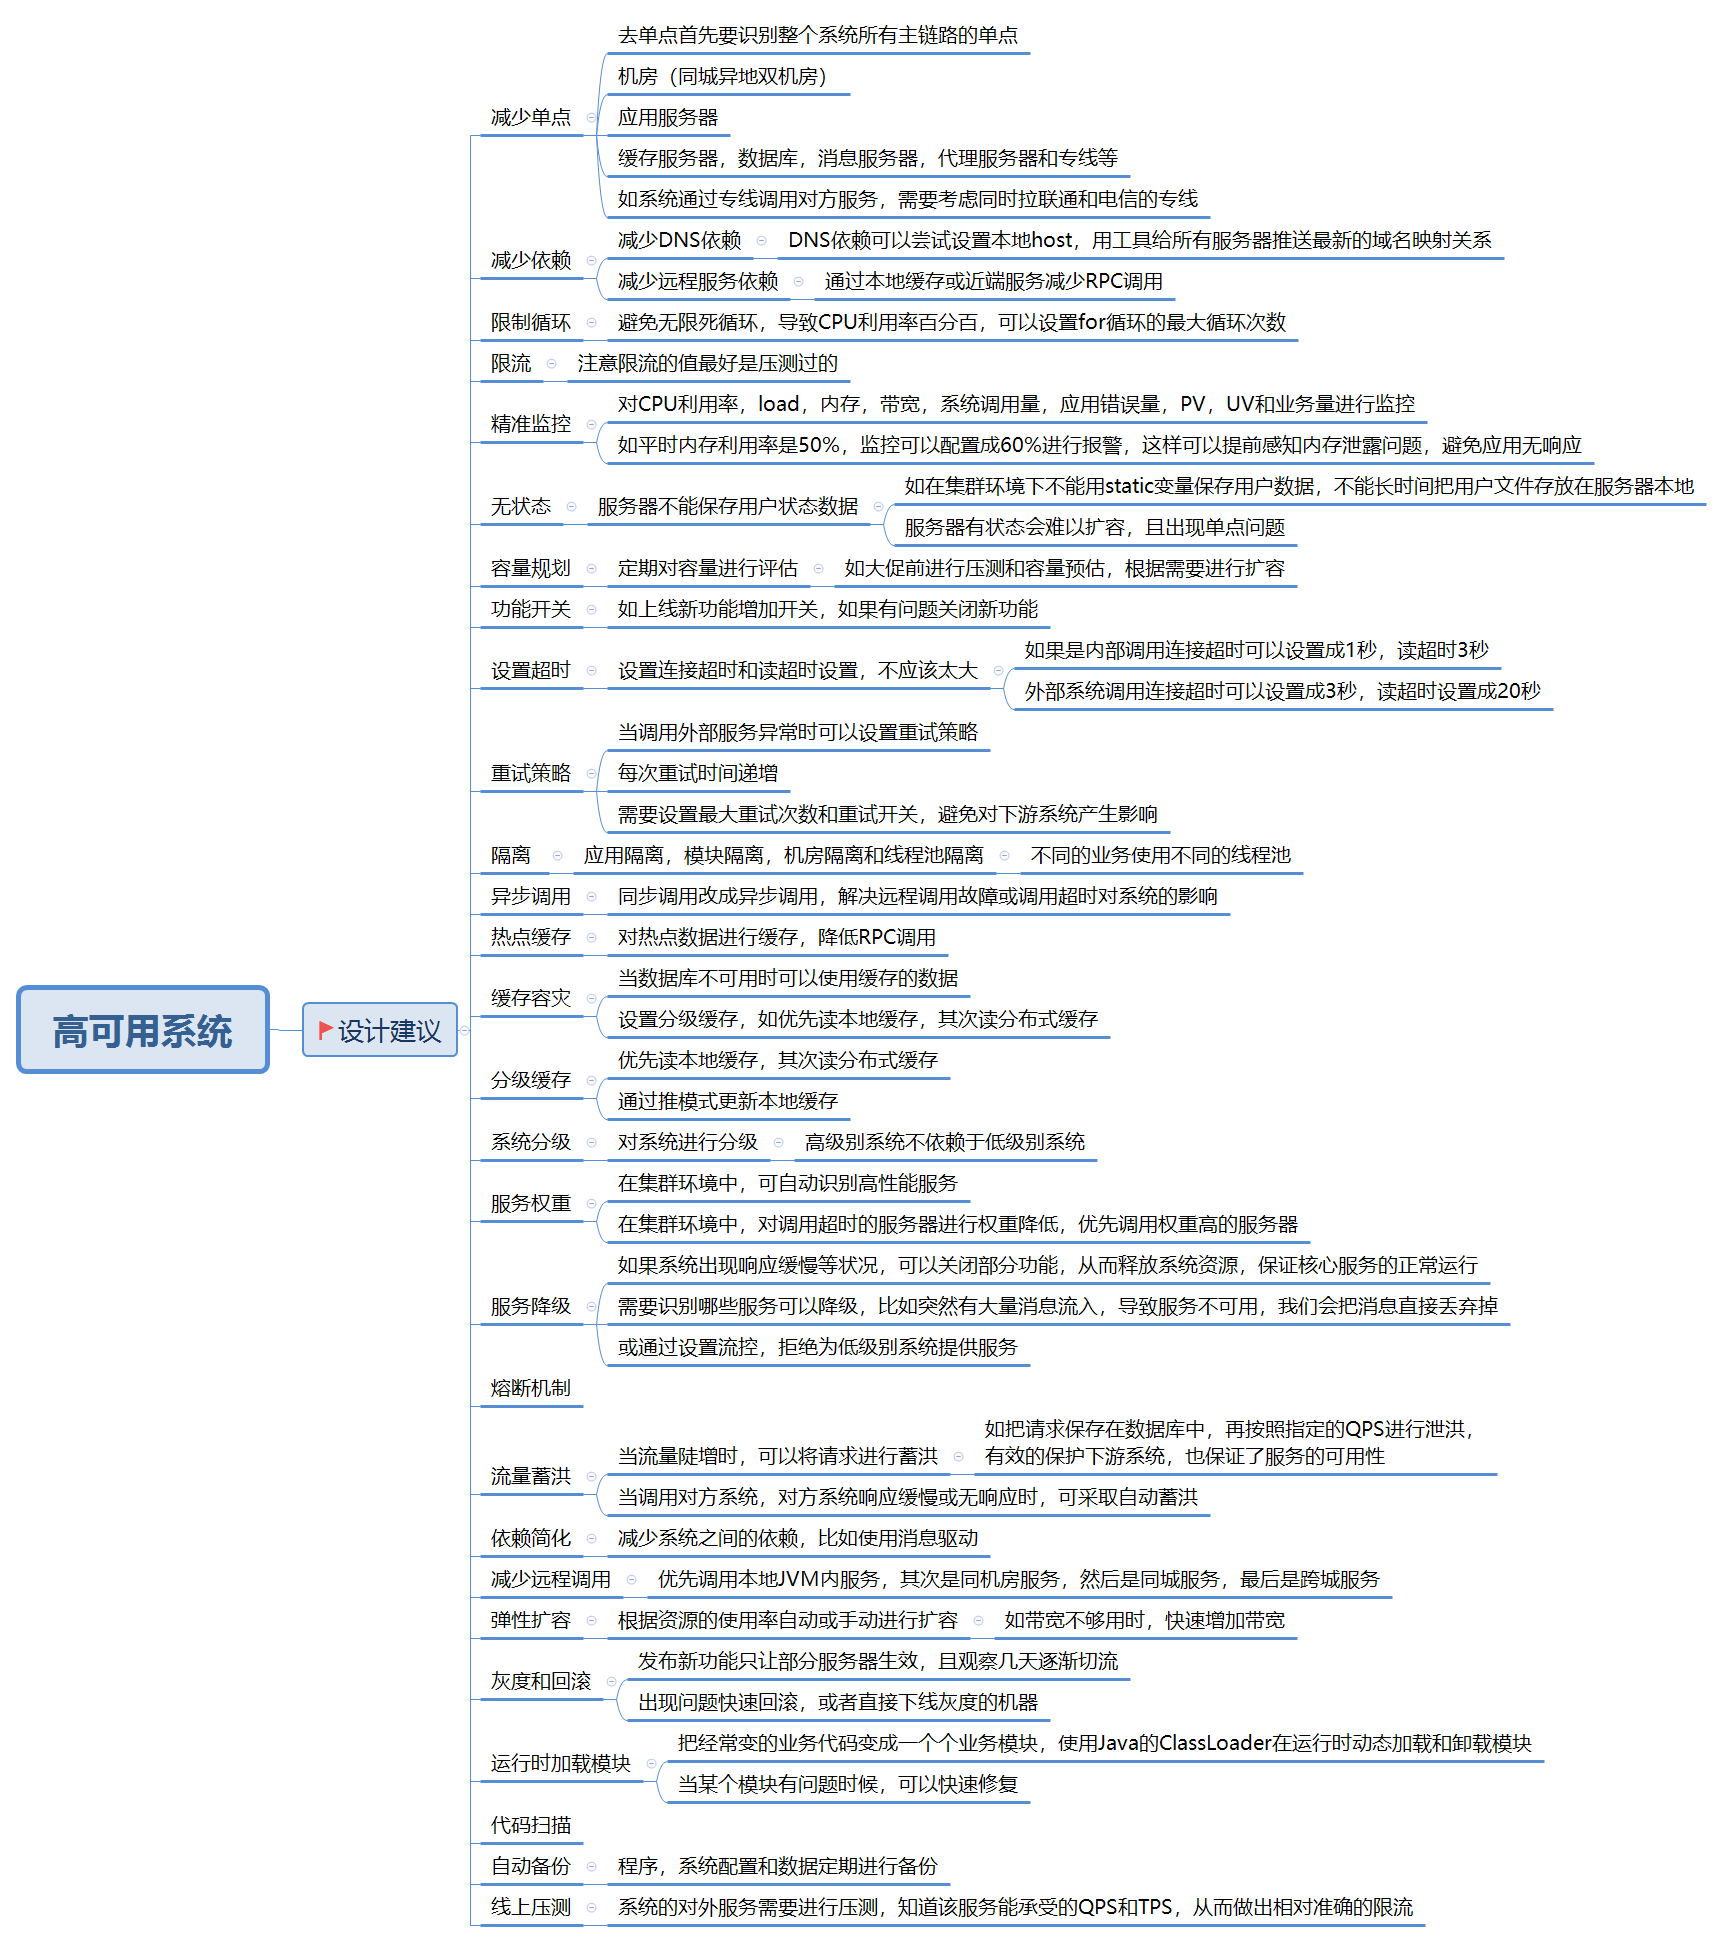 高可用系统
设计建议
减少单点
去单点首先要识别整个系统所有主链路的单点
机房（同城异地双机房）
应用服务器
缓存服务器，数据库，消息服务器，代理服务器和专线等
如系统通过专线调用对方服务，需要考虑同时拉联通和电信的专线
减少依赖
减少DNS依赖
DNS依赖可以尝试设置本地host，用工具给所有服务器推送最新的域名映射关系
减少远程服务依赖
通过本地缓存或近端服务减少RPC调用
限制循环
避免无限死循环，导致CPU利用率百分百，可以设置for循环的最大循环次数
限流
注意限流的值最好是压测过的
精准监控
对CPU利用率，load，内存，带宽，系统调用量，应用错误量，PV，UV和业务量进行监控
如平时内存利用率是50%，监控可以配置成60%进行报警，这样可以提前感知内存泄露问题，避免应用无响应
无状态
服务器不能保存用户状态数据
如在集群环境下不能用static变量保存用户数据，不能长时间把用户文件存放在服务器本地
服务器有状态会难以扩容，且出现单点问题
容量规划
定期对容量进行评估
如大促前进行压测和容量预估，根据需要进行扩容
功能开关
如上线新功能增加开关，如果有问题关闭新功能
设置超时
设置连接超时和读超时设置，不应该太大
如果是内部调用连接超时可以设置成1秒，读超时3秒
外部系统调用连接超时可以设置成3秒，读超时设置成20秒
重试策略
当调用外部服务异常时可以设置重试策略
每次重试时间递增
需要设置最大重试次数和重试开关，避免对下游系统产生影响
隔离
应用隔离，模块隔离，机房隔离和线程池隔离
不同的业务使用不同的线程池
异步调用
同步调用改成异步调用，解决远程调用故障或调用超时对系统的影响
热点缓存
对热点数据进行缓存，降低RPC调用
缓存容灾
当数据库不可用时可以使用缓存的数据
设置分级缓存，如优先读本地缓存，其次读分布式缓存
分级缓存
优先读本地缓存，其次读分布式缓存
通过推模式更新本地缓存
系统分级
对系统进行分级
高级别系统不依赖于低级别系统
服务权重
在集群环境中，可自动识别高性能服务
在集群环境中，对调用超时的服务器进行权重降低，优先调用权重高的服务器
服务降级
如果系统出现响应缓慢等状况，可以关闭部分功能，从而释放系统资源，保证核心服务的正常运行
需要识别哪些服务可以降级，比如突然有大量消息流入，导致服务不可用，我们会把消息直接丢弃掉
或通过设置流控，拒绝为低级别系统提供服务
熔断机制
流量蓄洪
当流量陡增时，可以将请求进行蓄洪
如把请求保存在数据库中，再按照指定的QPS进行泄洪，
有效的保护下游系统，也保证了服务的可用性
当调用对方系统，对方系统响应缓慢或无响应时，可采取自动蓄洪
依赖简化
减少系统之间的依赖，比如使用消息驱动
减少远程调用
优先调用本地JVM内服务，其次是同机房服务，然后是同城服务，最后是跨城服务
弹性扩容
根据资源的使用率自动或手动进行扩容
如带宽不够用时，快速增加带宽
灰度和回滚
发布新功能只让部分服务器生效，且观察几天逐渐切流
出现问题快速回滚，或者直接下线灰度的机器
运行时加载模块
把经常变的业务代码变成一个个业务模块，使用Java的ClassLoader在运行时动态加载和卸载模块
当某个模块有问题时候，可以快速修复
代码扫描
自动备份
程序，系统配置和数据定期进行备份
线上压测
系统的对外服务需要进行压测，知道该服务能承受的QPS和TPS，从而做出相对准确的限流